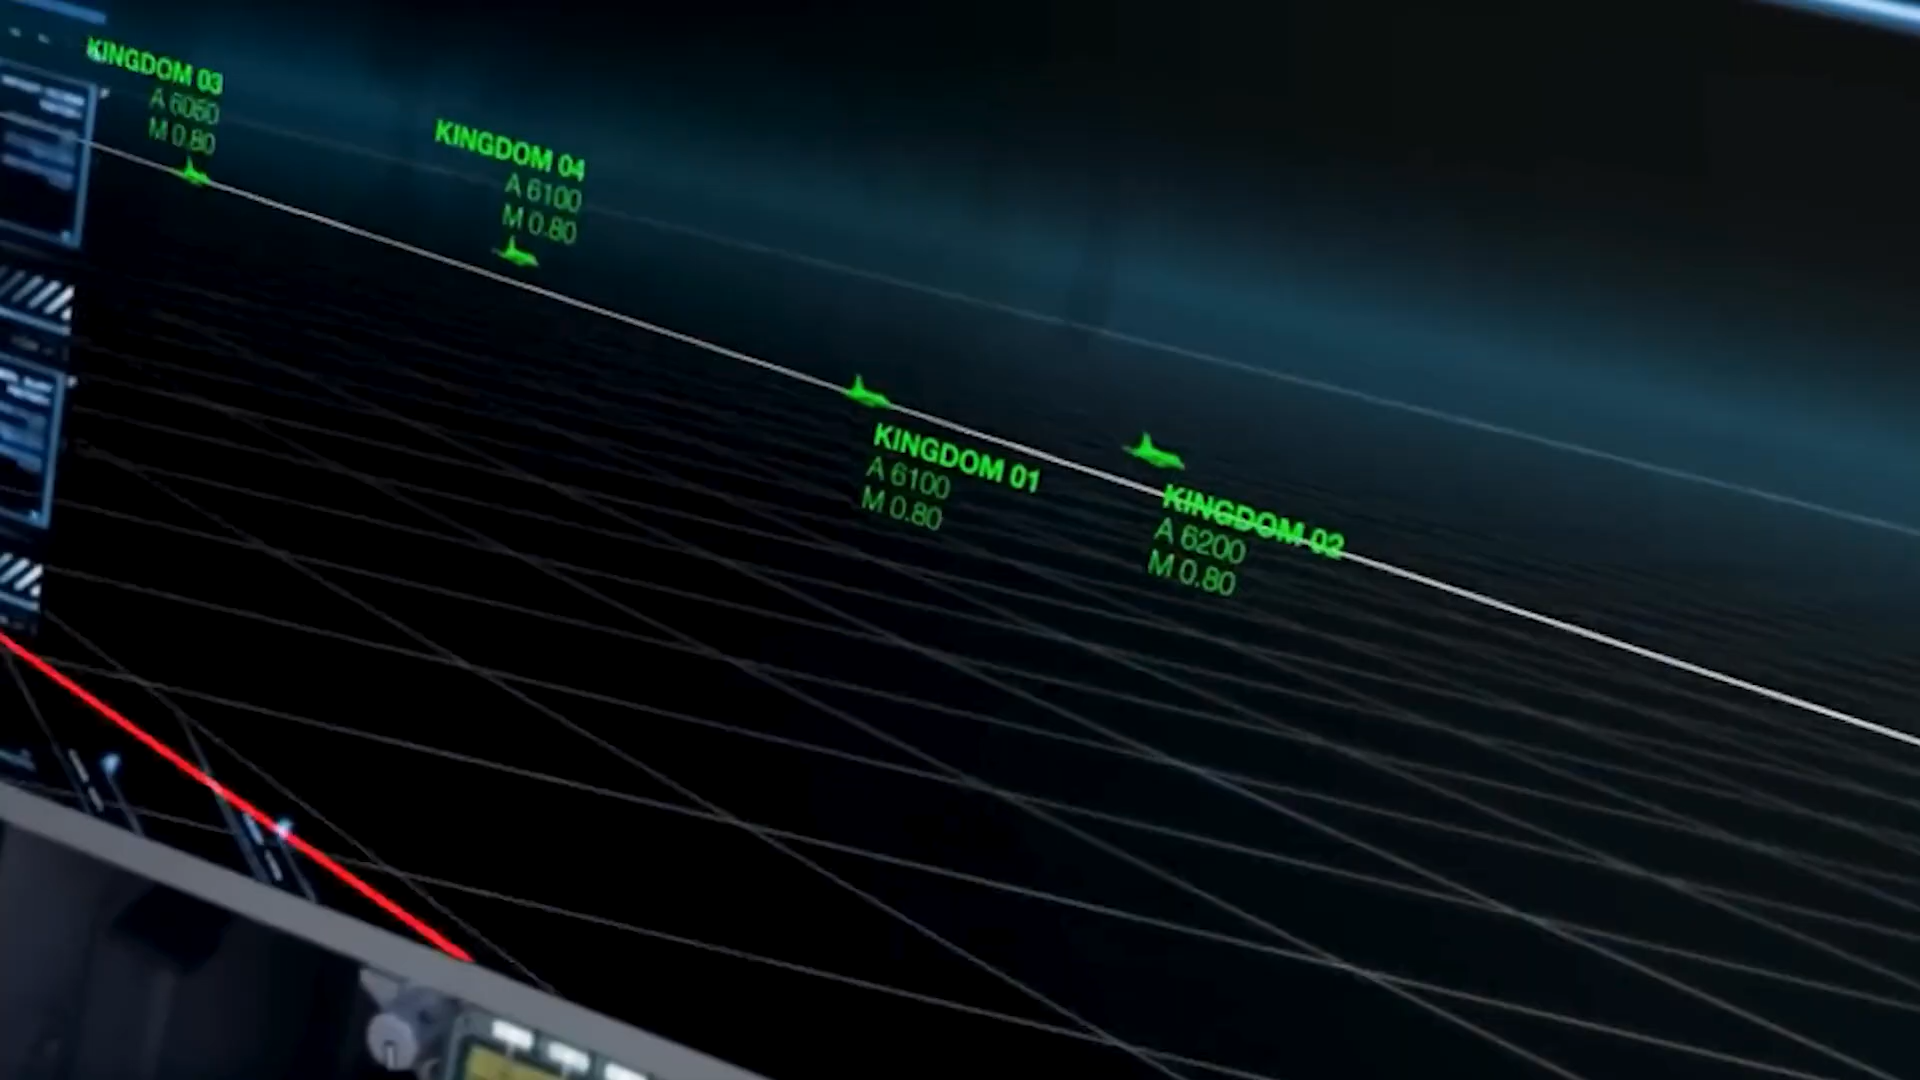 KINGDOM 03
A 6050
M 0.80
KINGDOM 04
A 6100
M 0.80
KINGDOM 01
A 6100
M 0.80
KINGDOM 02
A 6200
M 0.80